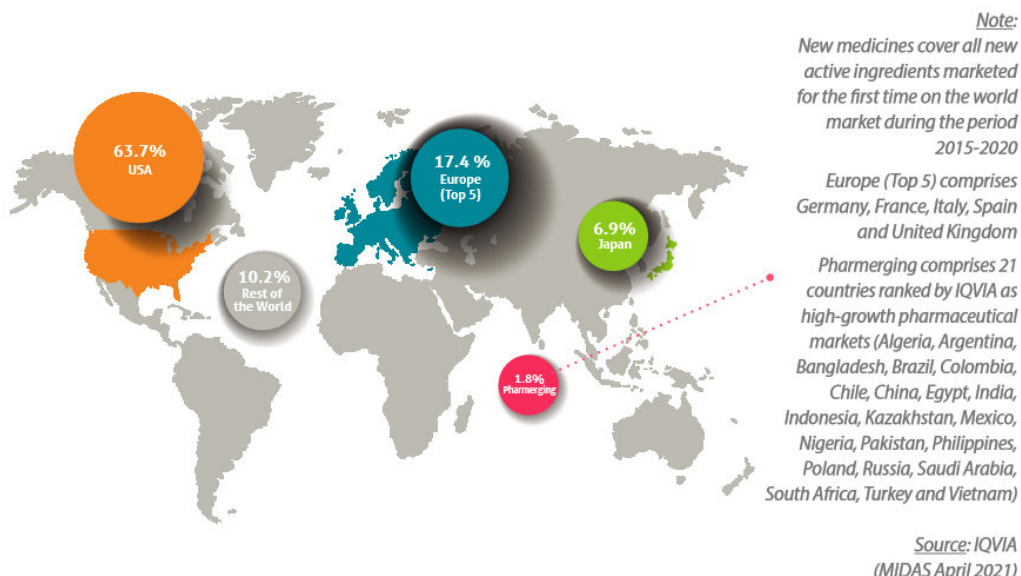 63.7%
USA
17.4 %
Europe
(Top 5)
6.9%
Japan
10.2%
Rest of
the World
1.8%
Pharmerging
Note:
New medicines cover all new
active ingredients marketed
for the first time on the world
market during the period
2015-2020
Europe (Top 5) comprises
Germany, France, Italy, Spain
and United Kingdom
Pharmerging comprises 21
countries ranked by IQVIA as
high-growth pharmaceutical
markets (Algeria, Argentina,
Bangladesh, Brazil, Colombia,
Chile, China, Egypt, India,
Indonesia, Kazakhstan, Mexico,
Nigeria, Pakistan, Philippines,
Poland, Russia, Saudi Arabia,
South Africa, Turkey and Vietnam)
Source: IQVIA
(MIDAS April 2021)